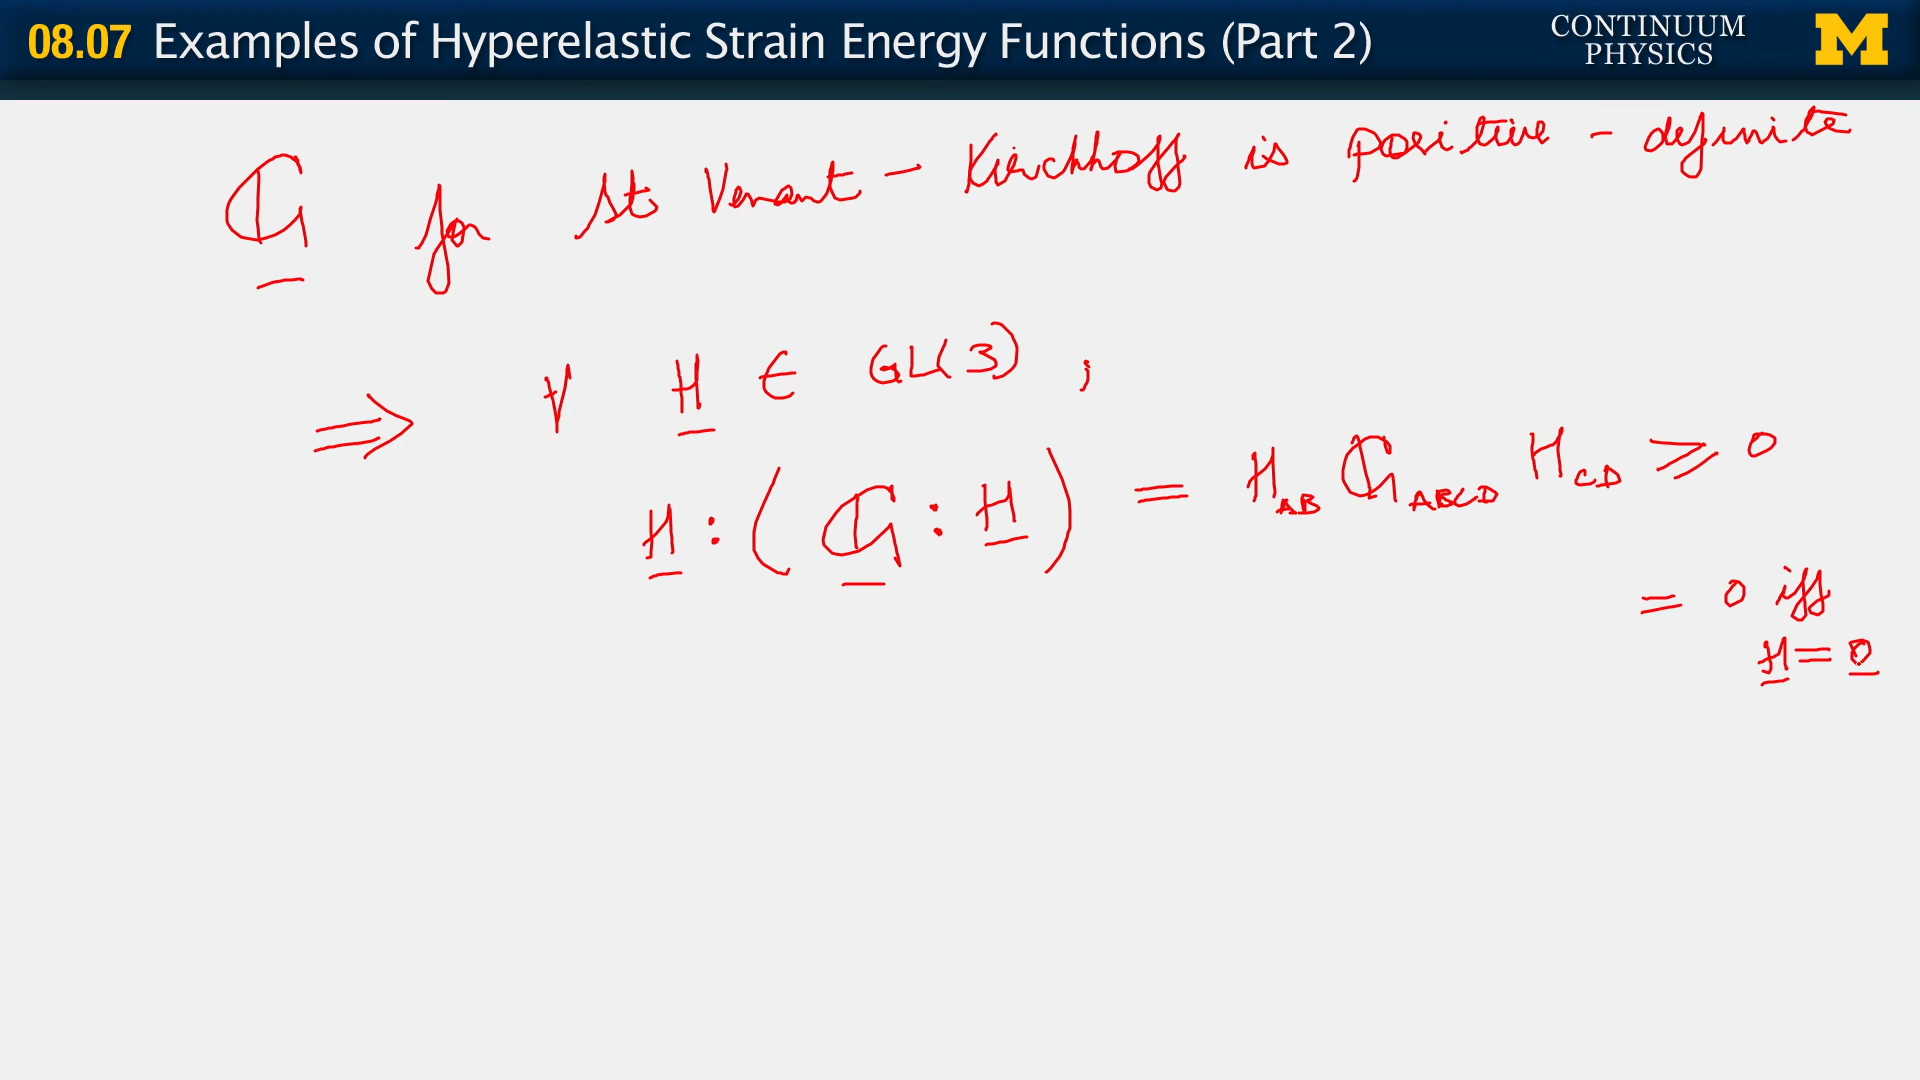 08.07 Examples of Hyperelastic Strain Energy Functions (Part 2)
CONTINUUM
PHYSICS
M
ℂ for St Venant - Kirchhoff is positive - definite
⇒ ∀ H ∈ GL(3) ;
H : ( ℂ : H ) = H_AB ℂ_ABCD H_CD ⩾ 0
= 0 iff
H = 0